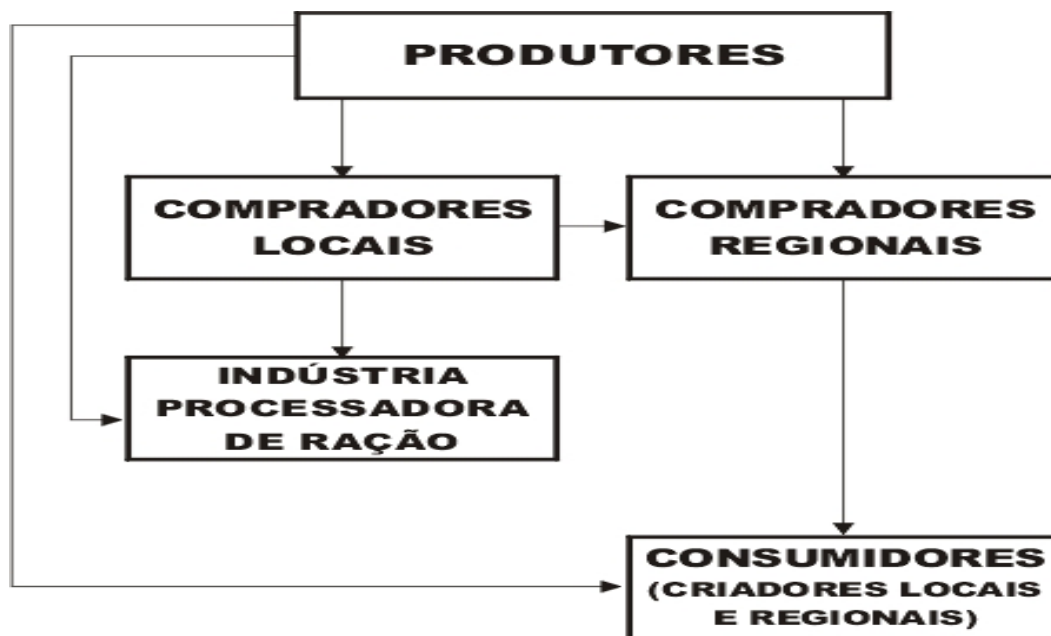 PRODUTORES
COMPRADORES
LOCAIS
COMPRADORES
REGIONAIS
INDÚSTRIA
PROCESSADORA
DE RAÇÃO
CONSUMIDORES
(CRIADORES LOCAIS
E REGIONAIS)